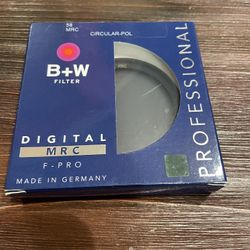 58
MRC
CIRCULAR-POL
B+W
FILTER
PROFESSIONAL
DIGITAL
MRC
F-PRO
MADE IN GERMANY